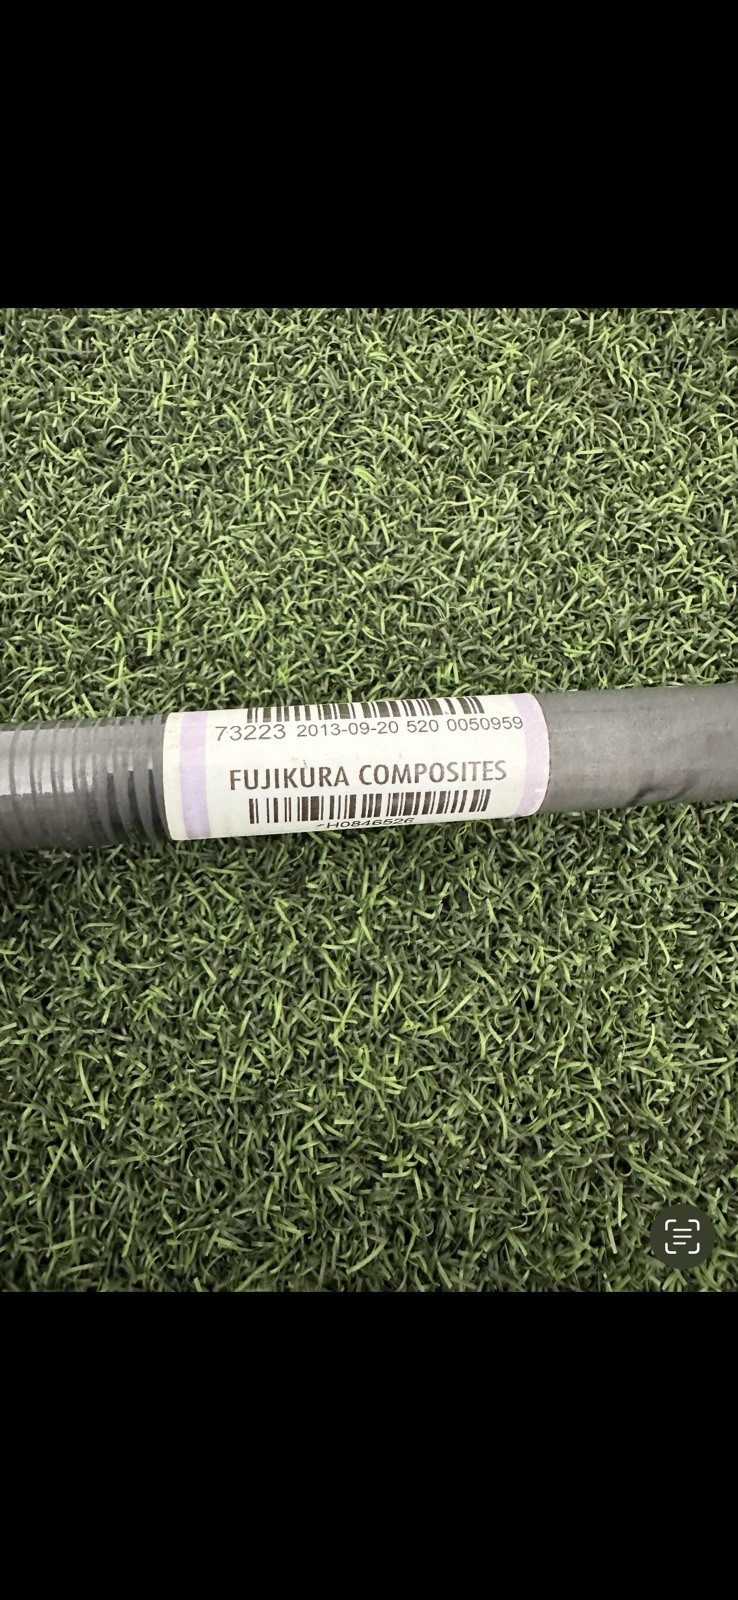 73223 2013-09-20 520 0050959
FUJIKURA COMPOSITES
-H0846526